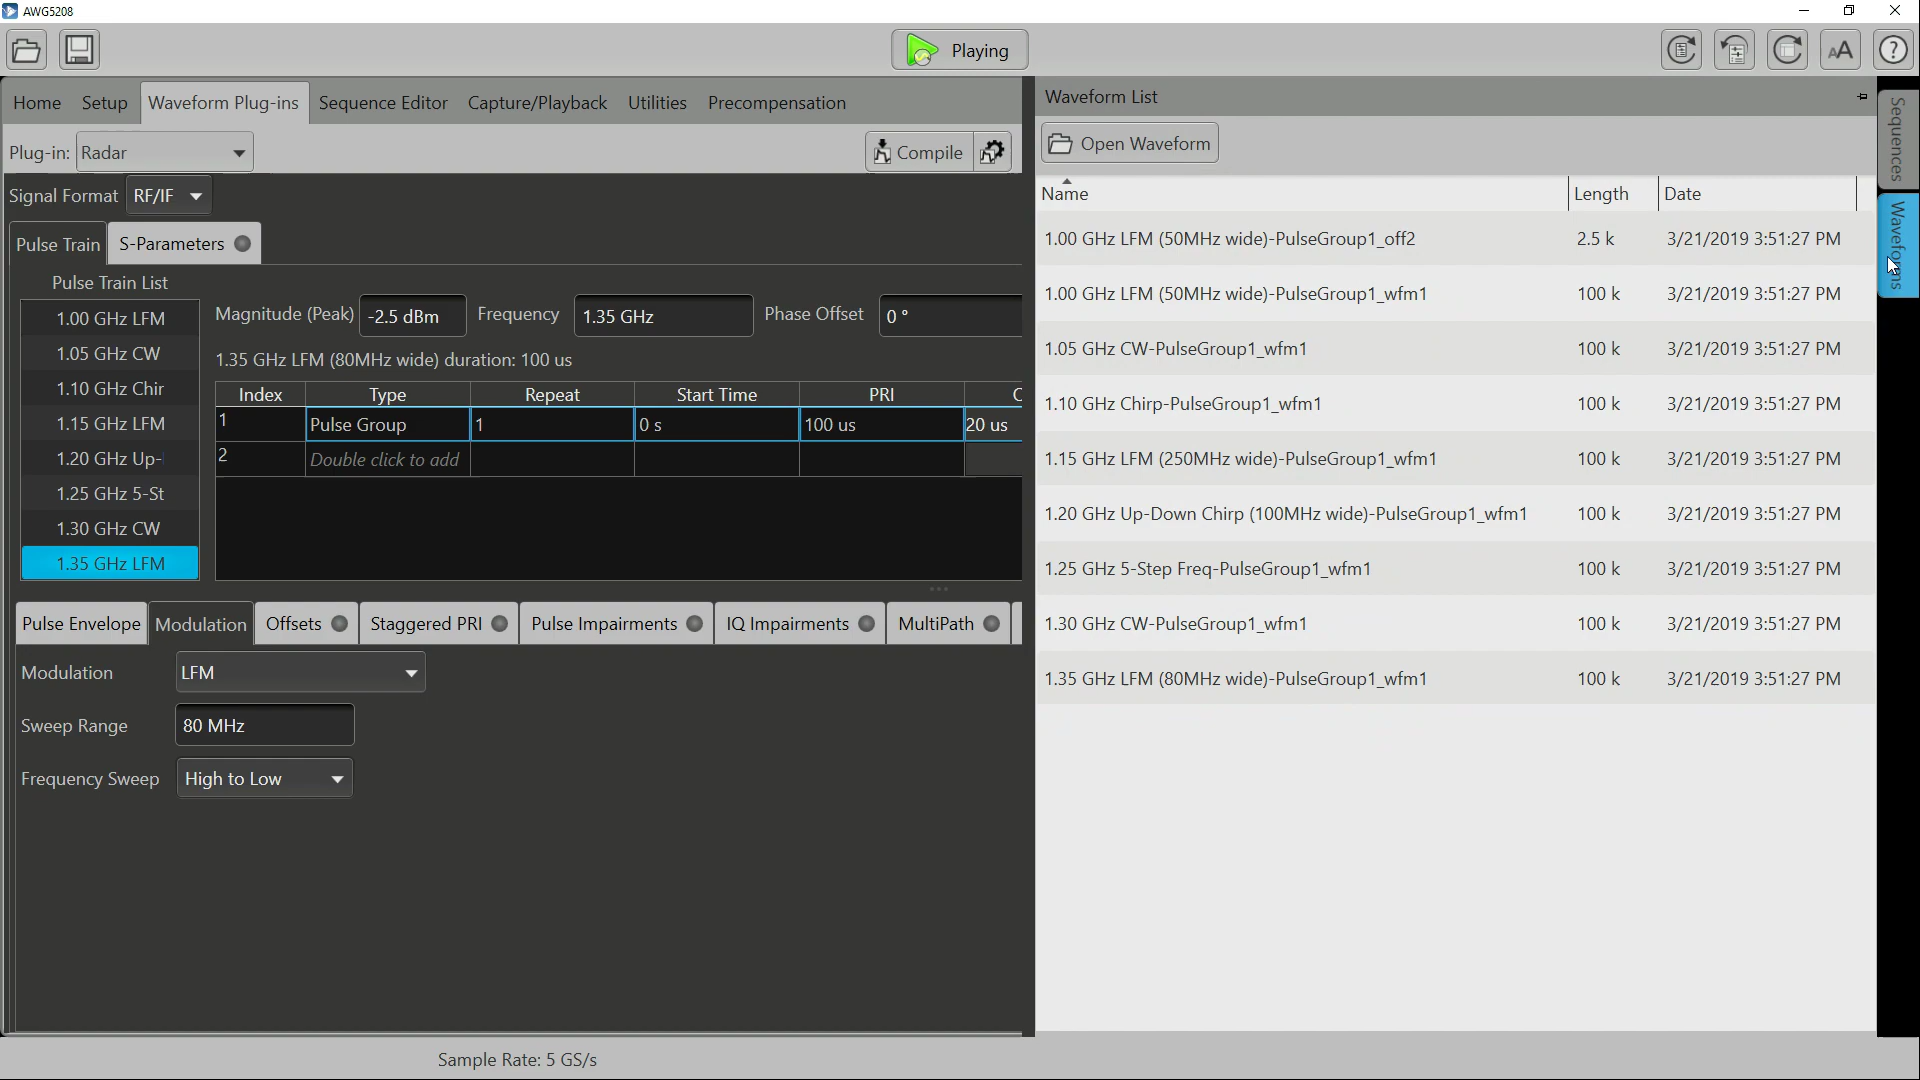 AWG5208
Playing
AA
?
Home Setup Waveform Plug-ins Sequence Editor Capture/Playback Utilities Precompensation
Plug-in: Radar
Compile
Signal Format RF/IF
Pulse Train S-Parameters
Pulse Train List
1.00 GHz LFM
1.05 GHz CW
1.10 GHz Chir
1.15 GHz LFM
1.20 GHz Up-
1.25 GHz 5-St
1.30 GHz CW
1.35 GHz LFM
Magnitude (Peak) -2.5 dBm Frequency 1.35 GHz Phase Offset 0 °
1.35 GHz LFM (80MHz wide) duration: 100 us
Index Type Repeat Start Time PRI
1 Pulse Group 1 0 s 100 us 20 us
2 Double click to add
Pulse Envelope Modulation Offsets Staggered PRI Pulse Impairments IQ Impairments MultiPath
Modulation LFM
Sweep Range 80 MHz
Frequency Sweep High to Low
Waveform List
Open Waveform
Name Length Date
1.00 GHz LFM (50MHz wide)-PulseGroup1_off2 2.5 k 3/21/2019 3:51:27 PM
1.00 GHz LFM (50MHz wide)-PulseGroup1_wfm1 100 k 3/21/2019 3:51:27 PM
1.05 GHz CW-PulseGroup1_wfm1 100 k 3/21/2019 3:51:27 PM
1.10 GHz Chirp-PulseGroup1_wfm1 100 k 3/21/2019 3:51:27 PM
1.15 GHz LFM (250MHz wide)-PulseGroup1_wfm1 100 k 3/21/2019 3:51:27 PM
1.20 GHz Up-Down Chirp (100MHz wide)-PulseGroup1_wfm1 100 k 3/21/2019 3:51:27 PM
1.25 GHz 5-Step Freq-PulseGroup1_wfm1 100 k 3/21/2019 3:51:27 PM
1.30 GHz CW-PulseGroup1_wfm1 100 k 3/21/2019 3:51:27 PM
1.35 GHz LFM (80MHz wide)-PulseGroup1_wfm1 100 k 3/21/2019 3:51:27 PM
Sequences
Waveforms
Sample Rate: 5 GS/s